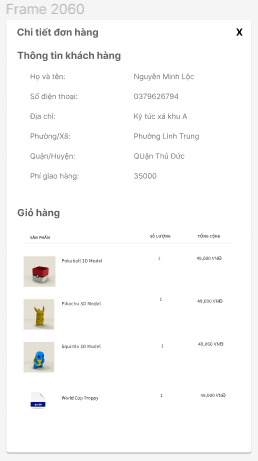 Frame 2060
Chi tiết đơn hàng X
Thông tin khách hàng
Họ và tên: Nguyễn Minh Lộc
Số điện thoại: 0379626794
Địa chỉ: Ký túc xá khu A
Phường/Xã: Phường Linh Trung
Quận/Huyện: QUận Thủ Đức
Phí giao hàng: 35000
Giỏ hàng
SẢN PHẨM SỐ LƯỢNG TỔNG CỘNG
Pokeball 3D Model 1 45,000 VNĐ
Pikachu 3D Model 1 45,000 VNĐ
Squirtle 3D Model 1 45,000 VNĐ
World Cup Troppy 1 45,000 VNĐ